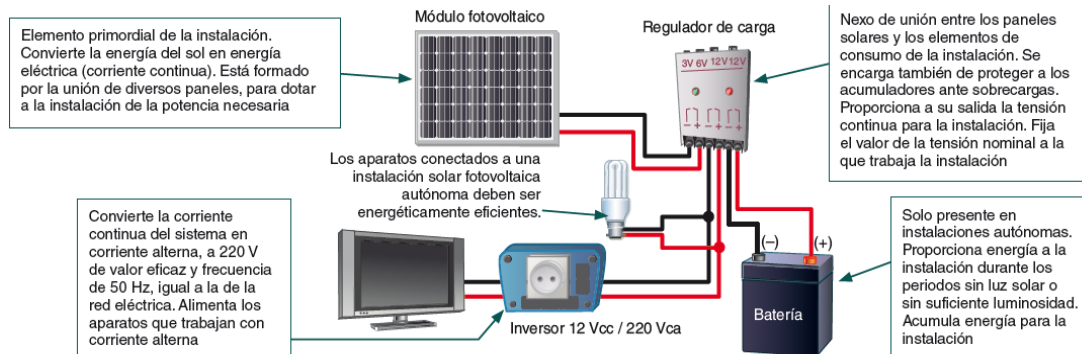 Elemento primordial de la instalación.
Convierte la energía del sol en energía
eléctrica (corriente continua). Está formado
por la unión de diversos paneles, para dotar
a la instalación de la potencia necesaria
Módulo fotovoltaico
Regulador de carga
3V 6V 12V 12V
Nexo de unión entre los paneles
solares y los elementos de
consumo de la instalación. Se
encarga también de proteger a los
acumuladores ante sobrecargas.
Proporciona a su salida la tensión
continua para la instalación. Fija
el valor de la tensión nominal a la
que trabaja la instalación
Los aparatos conectados a una
instalación solar fotovoltaica
autónoma deben ser
energéticamente eficientes.
Convierte la corriente
continua del sistema en
corriente alterna, a 220 V
de valor eficaz y frecuencia
de 50 Hz, igual a la de la
red eléctrica. Alimenta los
aparatos que trabajan con
corriente alterna
Inversor 12 Vcc / 220 Vca
– + – + – +
(–) (+)
Batería
Solo presente en
instalaciones autónomas.
Proporciona energía a la
instalación durante los
periodos sin luz solar o
sin suficiente luminosidad.
Acumula energía para la
instalación